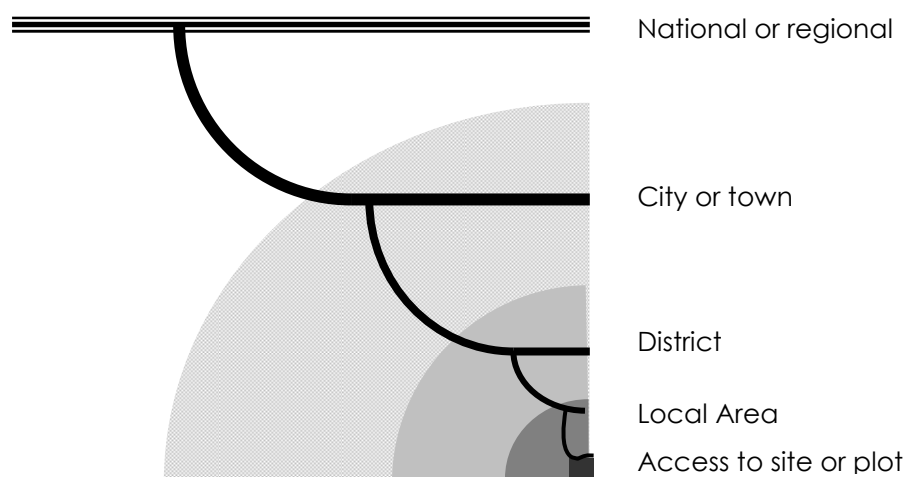 National or regional
City or town
District
Local Area
Access to site or plot